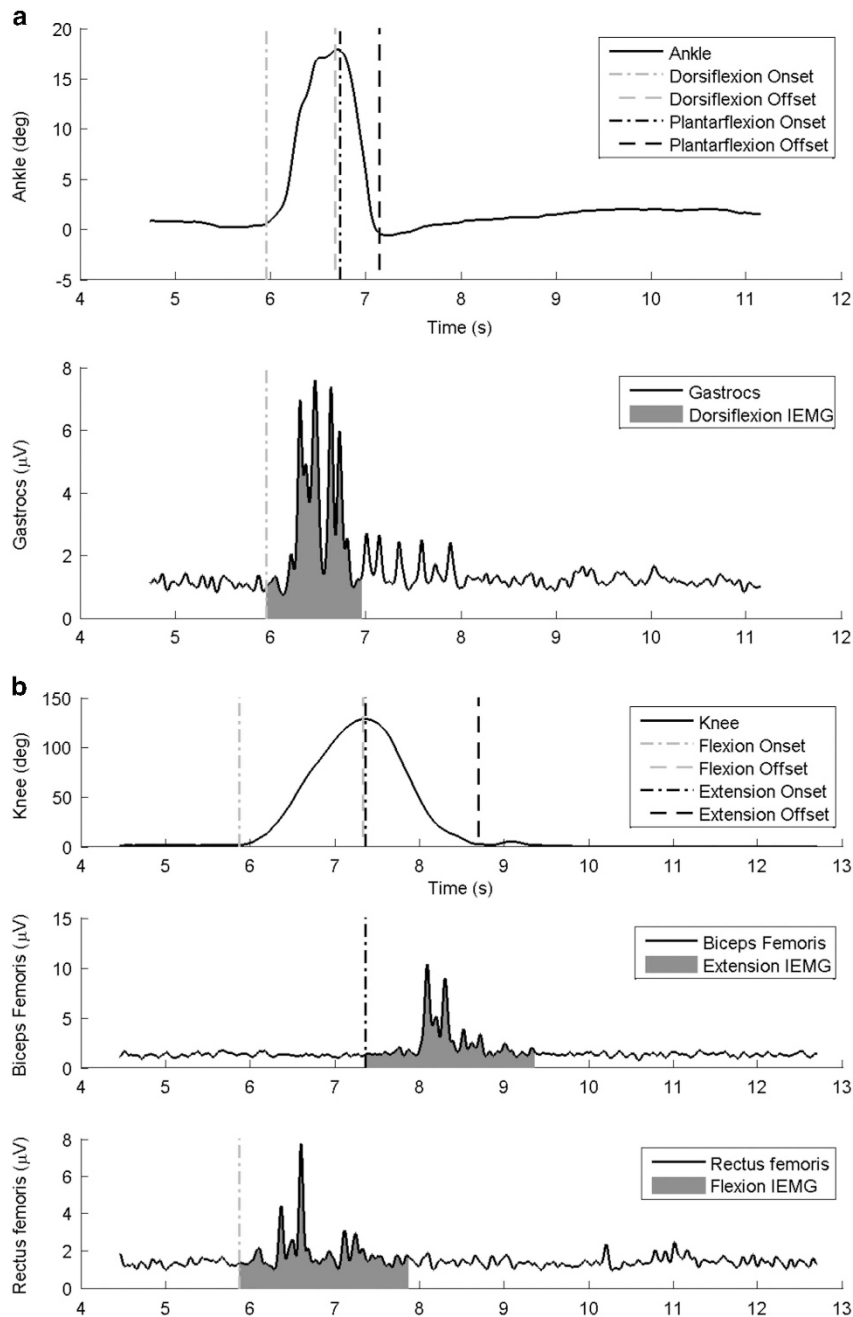 a
20
15
10
5
0
-5
Ankle (deg)
Ankle
Dorsiflexion Onset
Dorsiflexion Offset
Plantarflexion Onset
Plantarflexion Offset
4 5 6 7 8 9 10 11 12
Time (s)
8
6
4
2
0
Gastrocs (μV)
Gastrocs
Dorsiflexion IEMG
4 5 6 7 8 9 10 11 12
b
150
100
50
0
Knee (deg)
Knee
Flexion Onset
Flexion Offset
Extension Onset
Extension Offset
4 5 6 7 8 9 10 11 12 13
Time (s)
15
10
5
0
Biceps Femoris (μV)
Biceps Femoris
Extension IEMG
4 5 6 7 8 9 10 11 12 13
8
6
4
2
0
Rectus femoris (μV)
Rectus femoris
Flexion IEMG
4 5 6 7 8 9 10 11 12 13